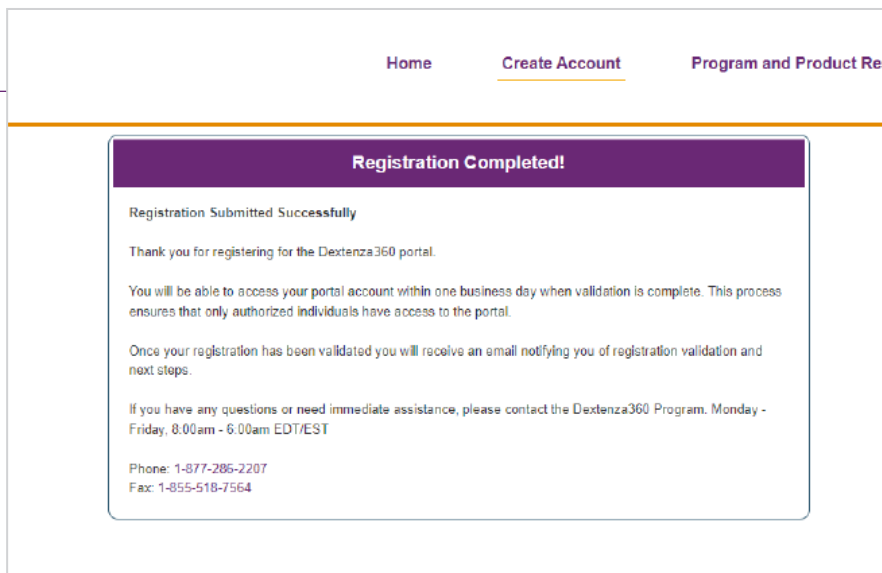 Home Create Account Program and Product Re
Registration Completed!
Registration Submitted Successfully
Thank you for registering for the Dextenza360 portal.
You will be able to access your portal account within one business day when validation is complete. This process
ensures that only authorized individuals have access to the portal.
Once your registration has been validated you will receive an email notifying you of registration validation and
next steps.
If you have any questions or need immediate assistance, please contact the Dextenza360 Program. Monday -
Friday, 8:00am - 6:00am EDT/EST
Phone: 1-877-286-2207
Fax: 1-855-518-7564